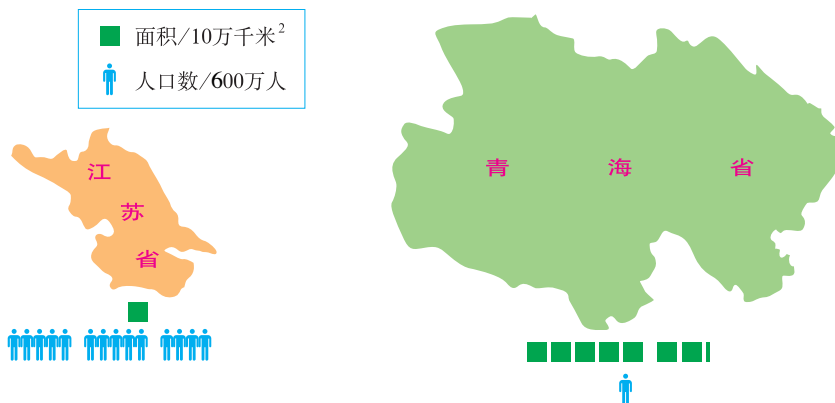 面积/10万千米²
人口数/600万人
江
苏
省
青海省